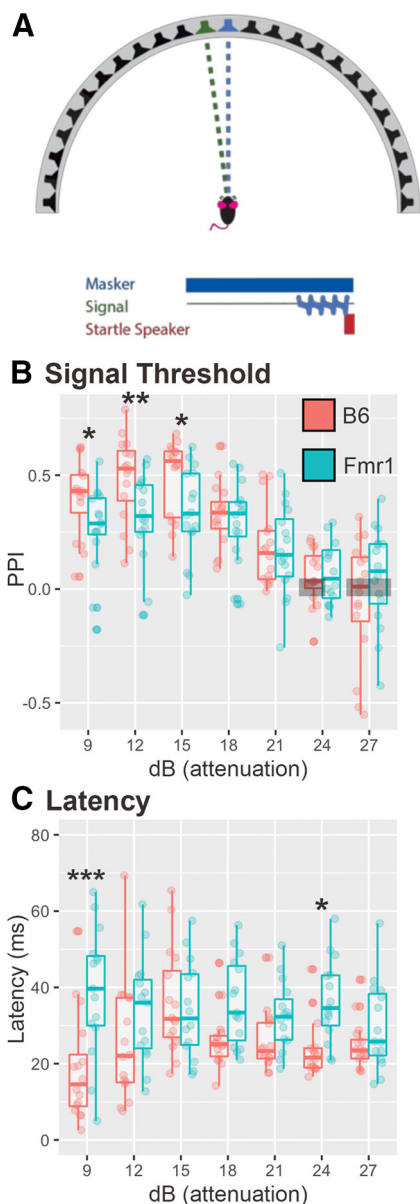 A
Masker
Signal
Startle Speaker
B Signal Threshold
* ** *
B6
Fmr1
PPI
0.5
0.0
-0.5
9 12 15 18 21 24 27
dB (attenuation)
C Latency
*** *
Latency (ms)
80
60
40
20
0
9 12 15 18 21 24 27
dB (attenuation)